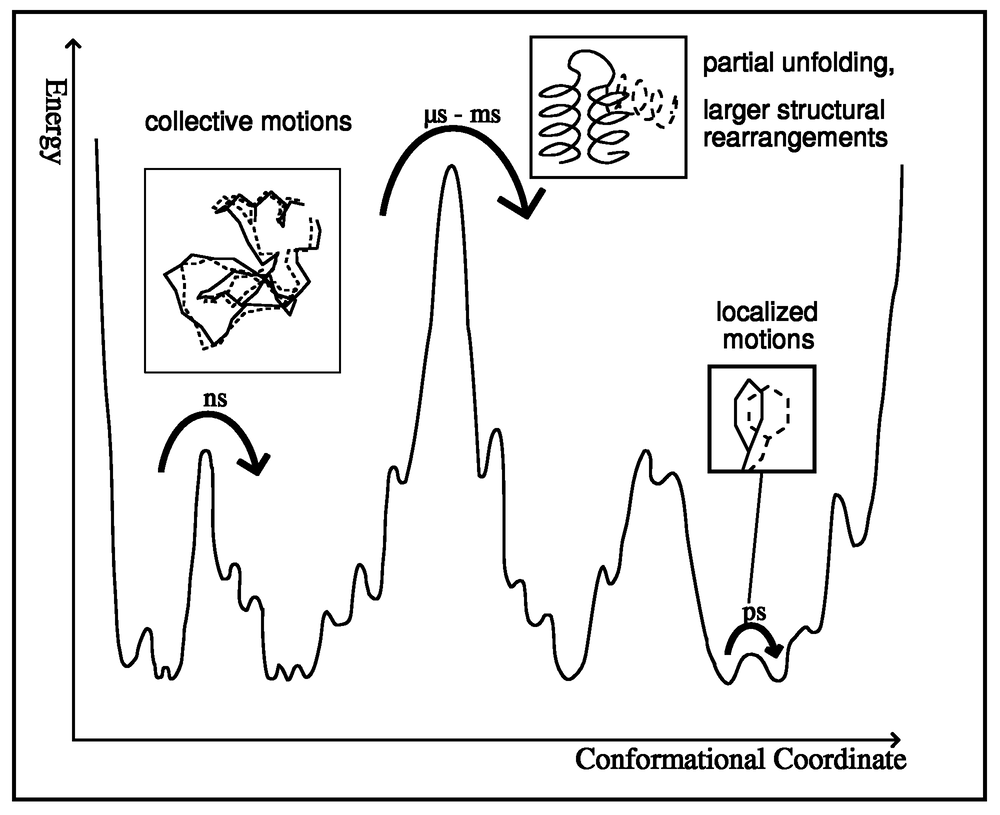 Energy
collective motions
μs - ms
partial unfolding,
larger structural
rearrangements
ns
localized
motions
ps
Conformational Coordinate